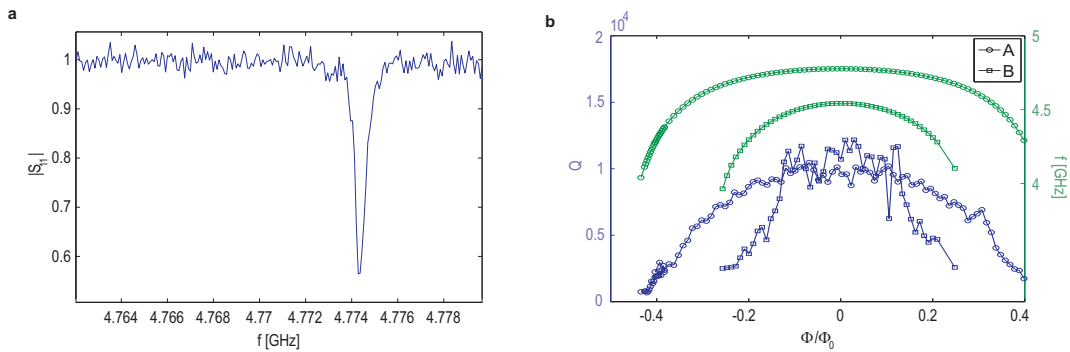 a
|S11|
1
0.9
0.8
0.7
0.6
4.764 4.766 4.768 4.77 4.772 4.774 4.776 4.778
f [GHz]
b
x 10^4
2
1.5
1
0.5
0
Q
A
B
5
4.5
4
f [GHz]
-0.4 -0.2 0 0.2 0.4
Φ/Φ0